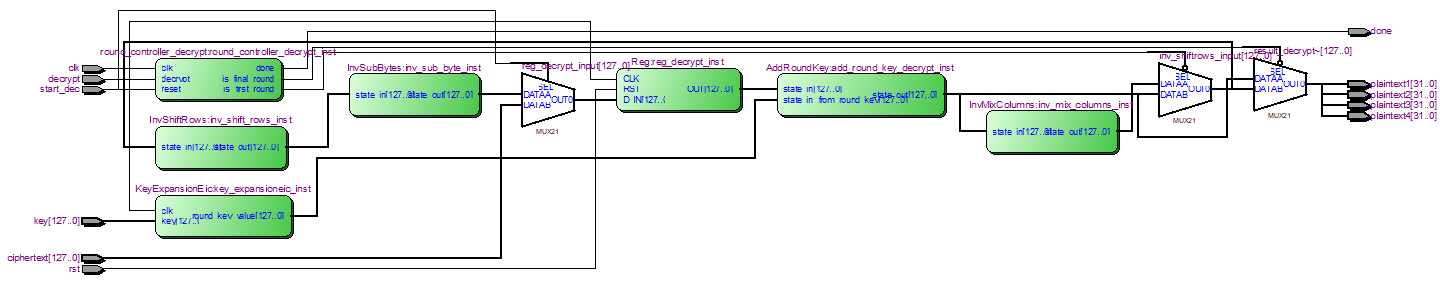 round_controller_decrypt:round_controller_decrypt_inst
clk
decrypt
start_dec
clk
decrypt
reset
done
is_final_round
is_first_round
InvShiftRows:inv_shift_rows_inst
state_in[127..0]
state_out[127..0]
KeyExpansionEic:key_expansioneic_inst
clk
key[127..0]
round_key_value[127..0]
key[127..0]
ciphertext[127..0]
rst
InvSubBytes:inv_sub_byte_inst
state_in[127..0]
state_out[127..0]
reg_decrypt_input[127..0]
SEL
DATAA
DATAB
OUT0
MUX21
Reg:reg_decrypt_inst
CLK
RST
D_IN[127..0]
OUT[127..0]
AddRoundKey:add_round_key_decrypt_inst
state_in[127..0]
state_in_from_round_key[127..0]
state_out[127..0]
InvMixColumns:inv_mix_columns_inst
state_in[127..0]
state_out[127..0]
inv_shiftrows_input[127..0]
SEL
DATAA
DATAB
OUT0
MUX21
result_decrypt~[127..0]
SEL
DATAA
DATAB
OUT0
MUX21
done
plaintext1[31..0]
plaintext2[31..0]
plaintext3[31..0]
plaintext4[31..0]